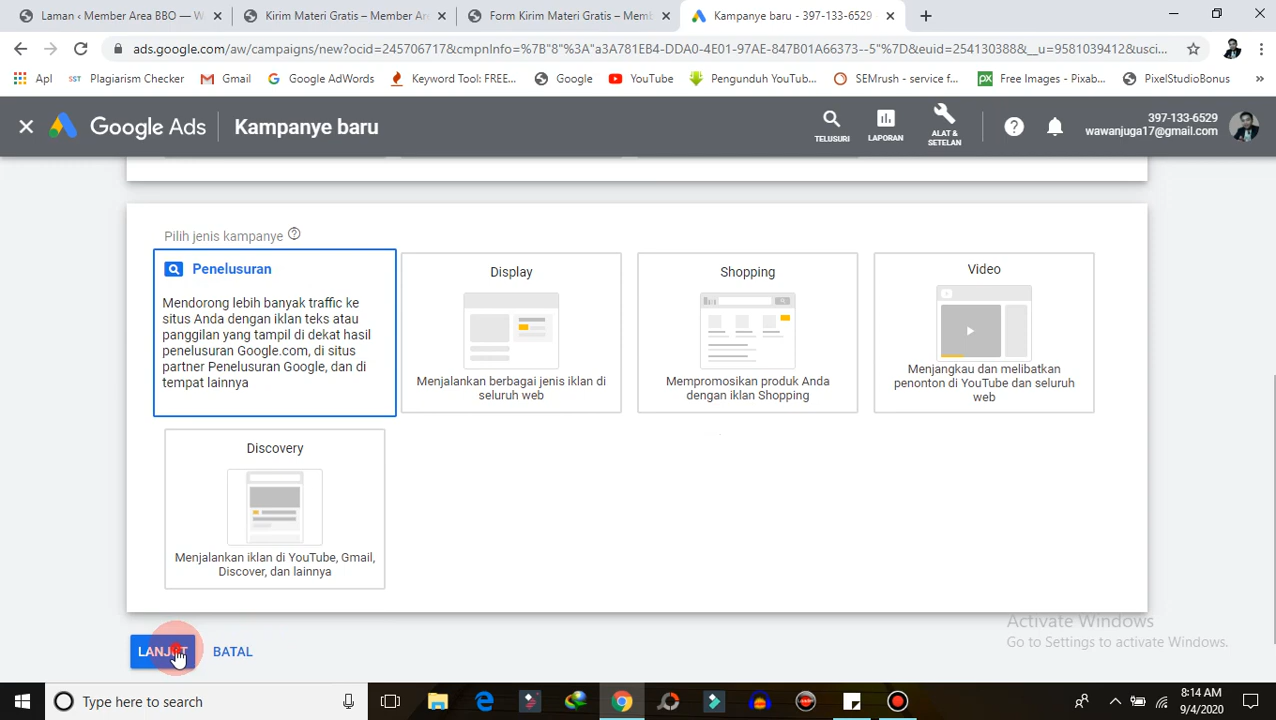 Laman ‹ Member Area BBO — W
Kirim Materi Gratis – Member Are
Form Kirim Materi Gratis – Memb
Kampanye baru - 397-133-6529
ads.google.com/aw/campaigns/new?ocid=245706717&cmpnInfo=%7B"8"%3A"a3A781EB4-DDA0-4E01-97AE-847B01A66373--5"%7D&euid=254130388&__u=9581039412&usci...
Apl
SST Plagiarism Checker
Gmail
Google AdWords
Keyword Tool: FREE...
Google
YouTube
Pengunduh YouTub...
SEMrush - service f...
px Free Images - Pixab...
PixelStudioBonus
»
Google Ads
Kampanye baru
TELUSURI
LAPORAN
ALAT &
SETELAN
397-133-6529
wawanjuga17@gmail.com
Pilih jenis kampanye
Penelusuran
Mendorong lebih banyak traffic ke
situs Anda dengan iklan teks atau
panggilan yang tampil di dekat hasil
penelusuran Google.com, di situs
partner Penelusuran Google, dan di
tempat lainnya
Display
Menjalankan berbagai jenis iklan di
seluruh web
Shopping
Mempromosikan produk Anda
dengan iklan Shopping
Video
Menjangkau dan melibatkan
penonton di YouTube dan seluruh
web
Discovery
Menjalankan iklan di YouTube, Gmail,
Discover, dan lainnya
LANJUT
BATAL
Activate Windows
Go to Settings to activate Windows.
Type here to search
8:14 AM
9/4/2020